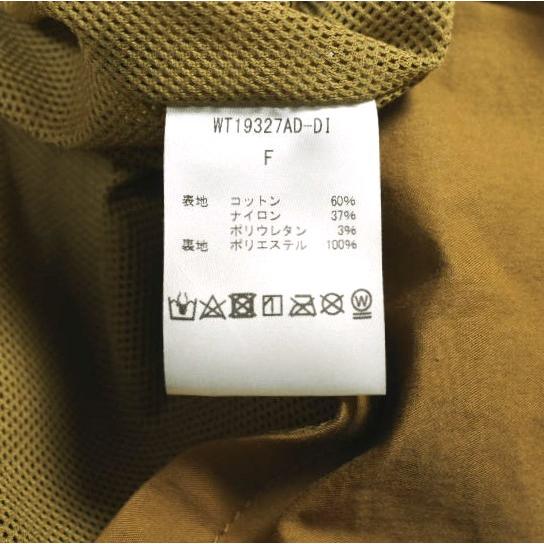 WT19327AD-DI
F
表地 コットン 60%
ナイロン 37%
ポリウレタン 3%
裏地 ポリエステル 100%
W